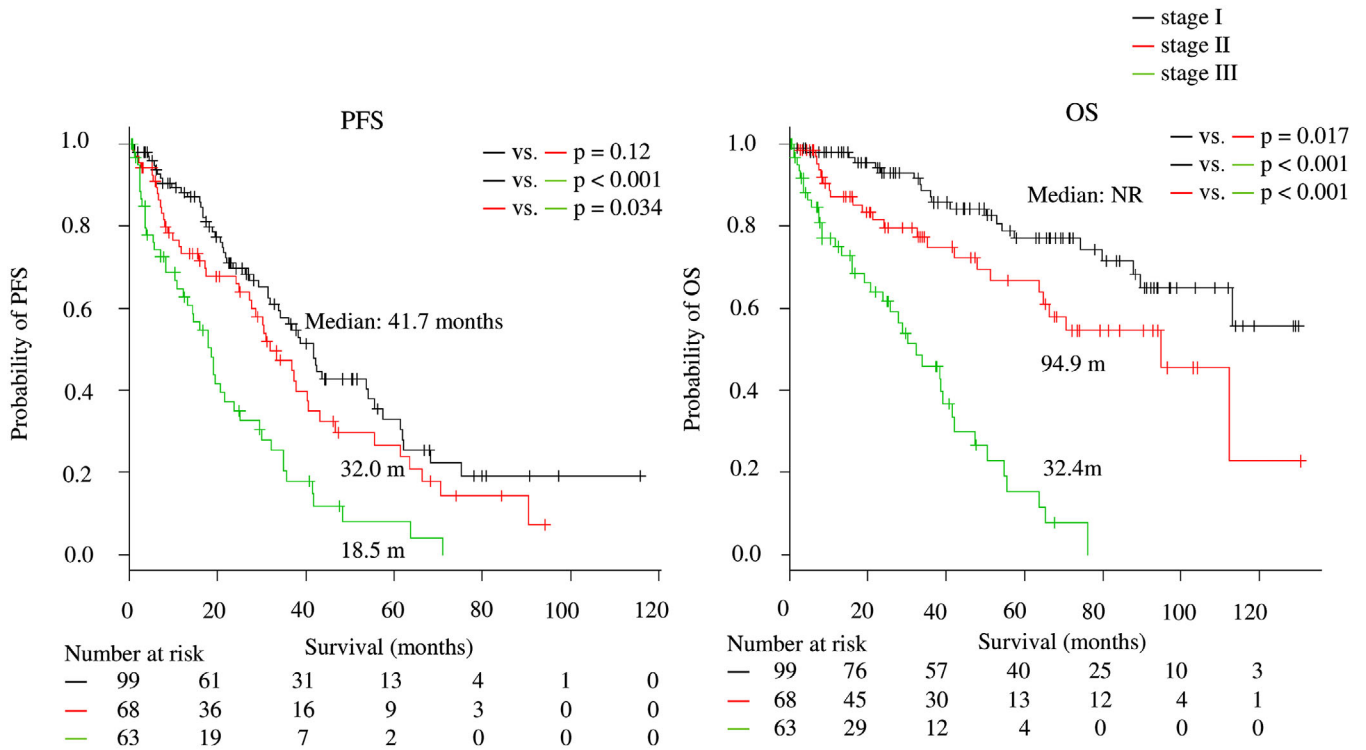 stage I
stage II
stage III
PFS
vs. p = 0.12
vs. p < 0.001
vs. p = 0.034
Probability of PFS
1.0
0.8
0.6
0.4
0.2
0.0
Median: 41.7 months
32.0 m
18.5 m
0 20 40 60 80 100 120
Survival (months)
Number at risk
99 61 31 13 4 1 0
68 36 16 9 3 0 0
63 19 7 2 0 0 0
OS
vs. p = 0.017
vs. p < 0.001
vs. p < 0.001
Probability of OS
1.0
0.8
0.6
0.4
0.2
0.0
Median: NR
94.9 m
32.4m
0 20 40 60 80 100 120
Survival (months)
Number at risk
99 76 57 40 25 10 3
68 45 30 13 12 4 1
63 29 12 4 0 0 0